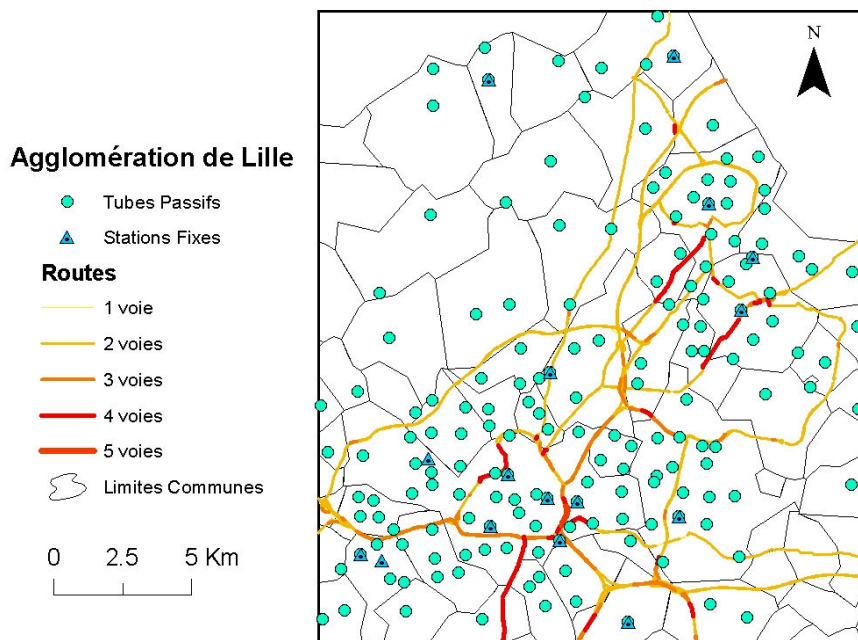 N
Agglomération de Lille
Tubes Passifs
Stations Fixes
Routes
1 voie
2 voies
3 voies
4 voies
5 voies
Limites Communes
0 2.5 5 Km